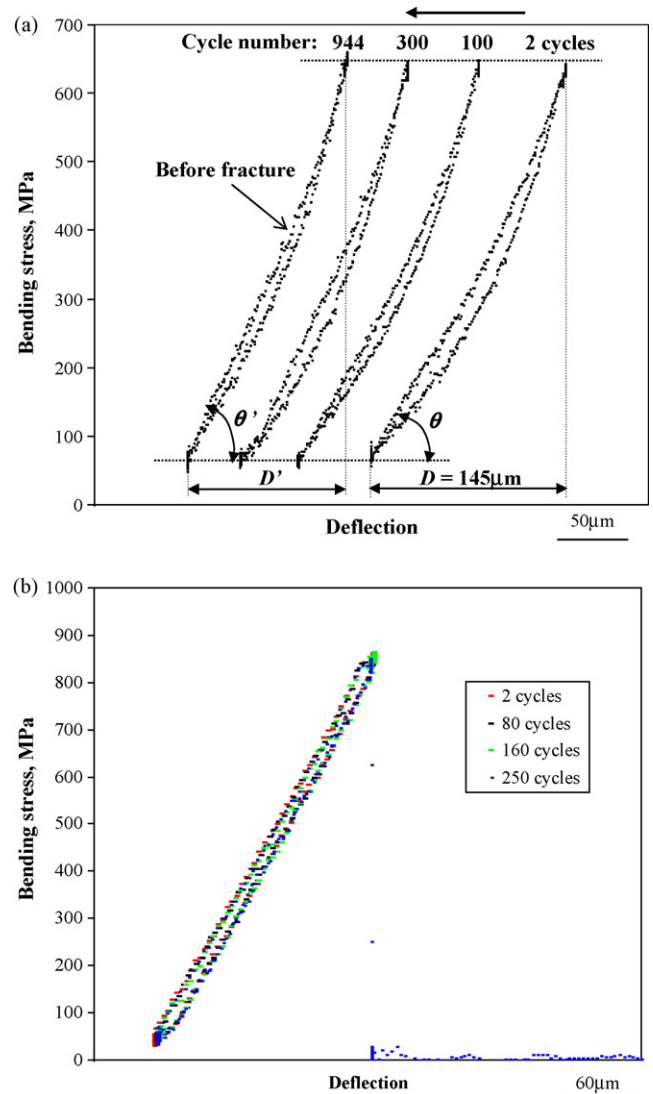 (a)
700
600
500
400
300
200
100
0
Bending stress, MPa
Cycle number: 944 300 100 2 cycles
Before fracture
θ' θ
D' D = 145μm
Deflection
50μm
(b)
1000
900
800
700
600
500
400
300
200
100
0
Bending stress, MPa
2 cycles
80 cycles
160 cycles
250 cycles
Deflection 60μm